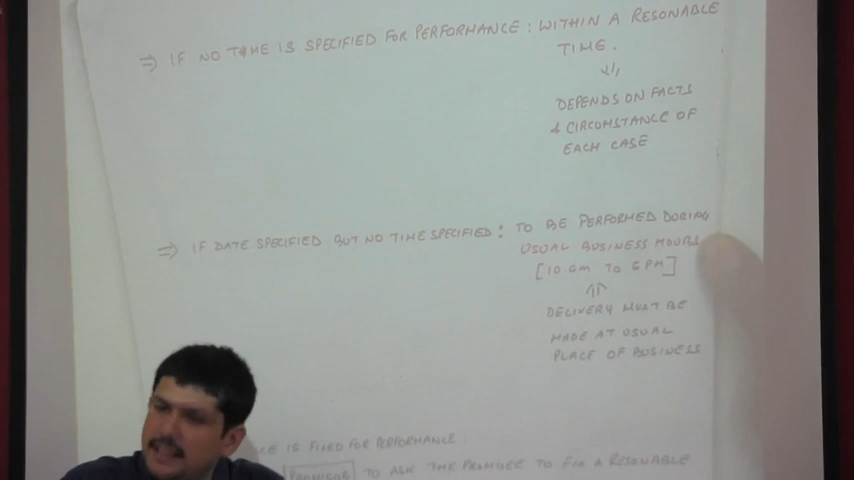 ⇒ IF NO TIME IS SPECIFIED FOR PERFORMANCE : WITHIN A RESONABLE
TIME.
DEPENDS ON FACTS
& CIRCUMSTANCE OF
EACH CASE
⇒ IF DATE SPECIFIED BUT NO TIME SPECIFIED : TO BE PERFORMED DURING
USUAL BUSINESS HOURS
[10 am TO 5 PM]
DELIVERY MUST BE
MADE AT USUAL
PLACE OF BUSINESS
IS FIXED FOR PERFORMANCE :
PROMISOR TO ASK THE PROMISEE TO FIX A RESONABLE